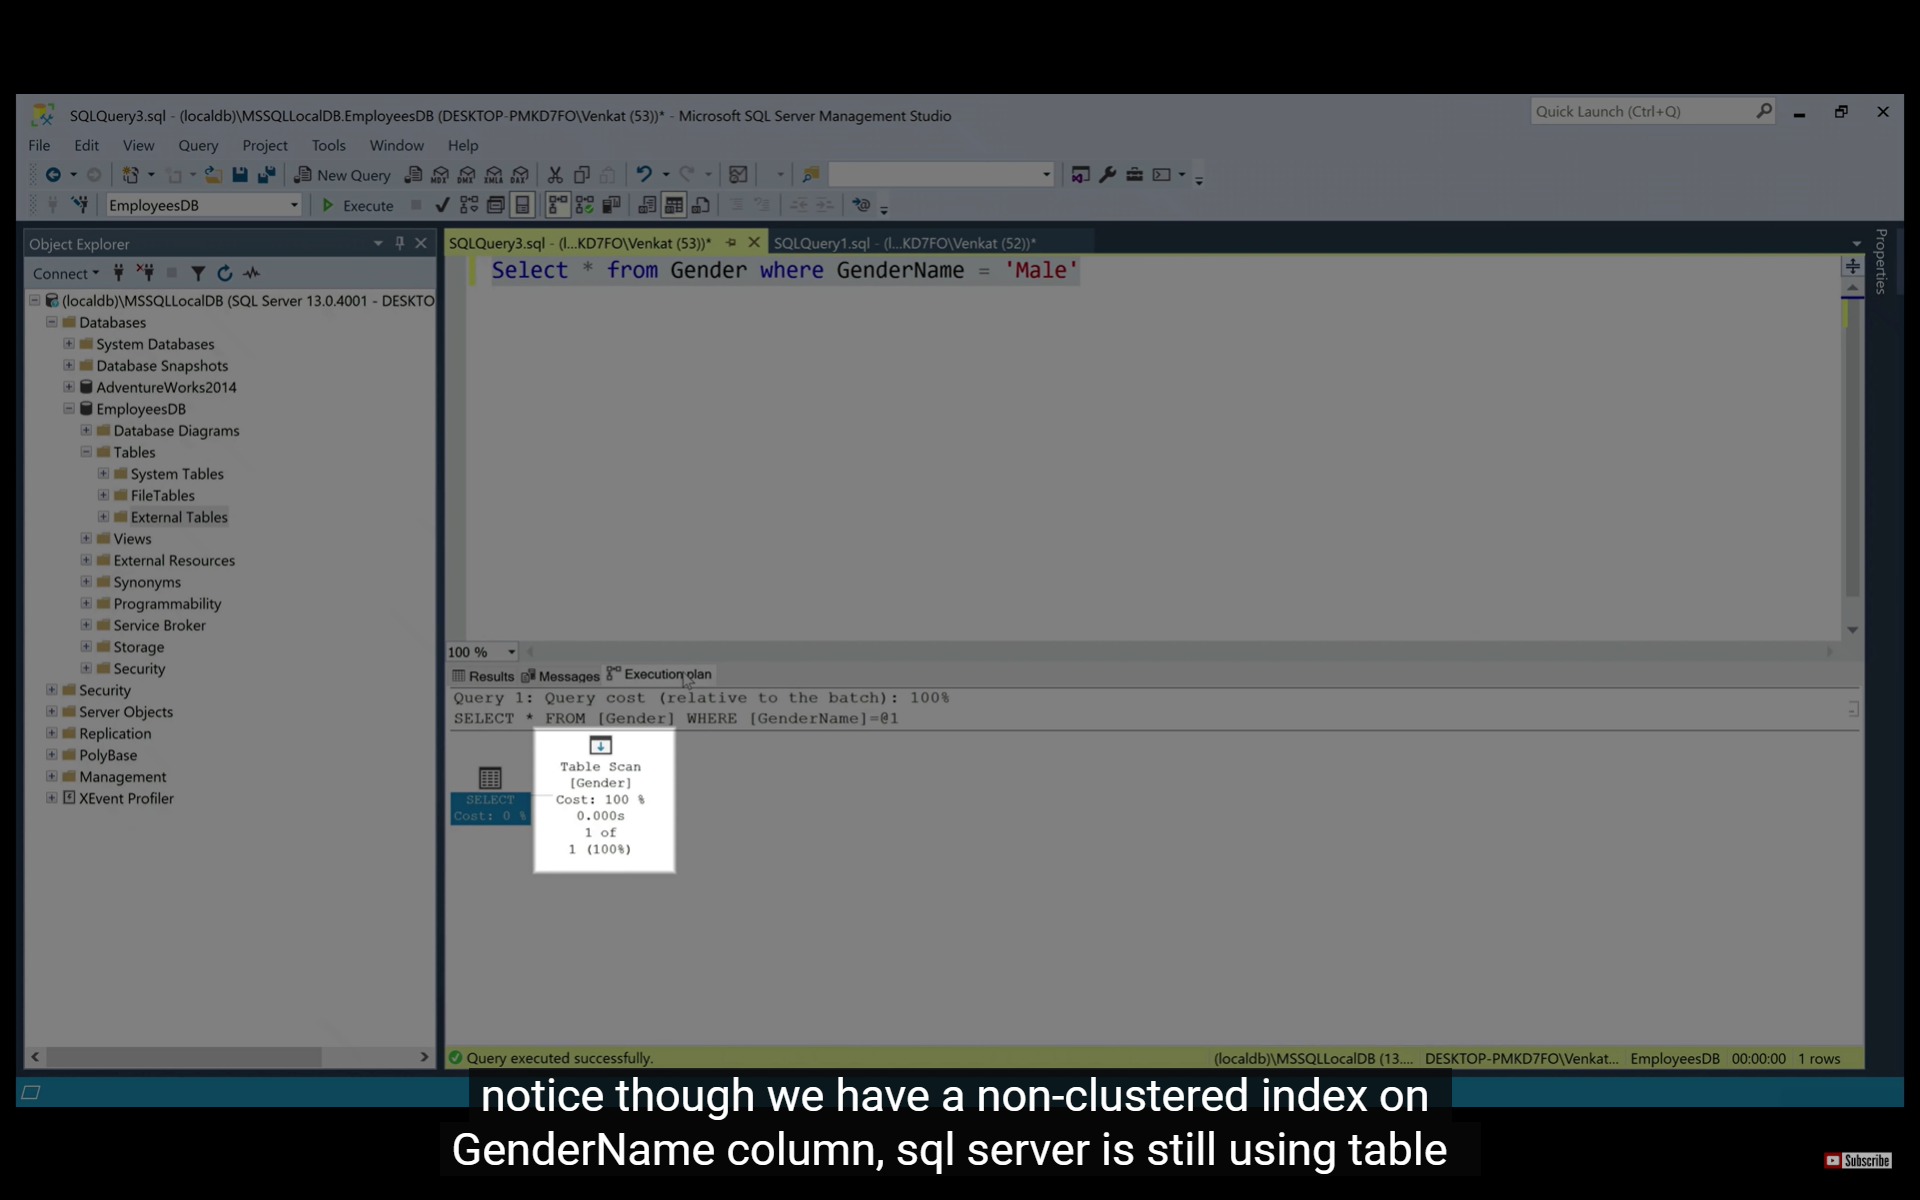 SQLQuery3.sql - (localdb)\MSSQLLocalDB.EmployeesDB (DESKTOP-PMKD7FO\Venkat (53))* - Microsoft SQL Server Management Studio
Quick Launch (Ctrl+Q)
File Edit View Query Project Tools Window Help
New Query MDX DMX XMLA DAX
EmployeesDB Execute
Object Explorer
SQLQuery3.sql - (l...KD7FO\Venkat (53))* SQLQuery1.sql - (l...KD7FO\Venkat (52))*
Properties
Connect
Select * from Gender where GenderName = 'Male'
(localdb)\MSSQLLocalDB (SQL Server 13.0.4001 - DESKTO
Databases
System Databases
Database Snapshots
AdventureWorks2014
EmployeesDB
Database Diagrams
Tables
System Tables
FileTables
External Tables
Views
External Resources
Synonyms
Programmability
Service Broker
Storage
Security
Security
Server Objects
Replication
PolyBase
Management
XEvent Profiler
100 %
Results Messages Execution plan
Query 1: Query cost (relative to the batch): 100%
SELECT * FROM [Gender] WHERE [GenderName]=@1
SELECT
Cost: 0 %
Table Scan
[Gender]
Cost: 100 %
0.000s
1 of
1 (100%)
Query executed successfully. (localdb)\MSSQLLocalDB (13.... DESKTOP-PMKD7FO\Venkat... EmployeesDB 00:00:00 1 rows
notice though we have a non-clustered index on
GenderName column, sql server is still using table
Subscribe